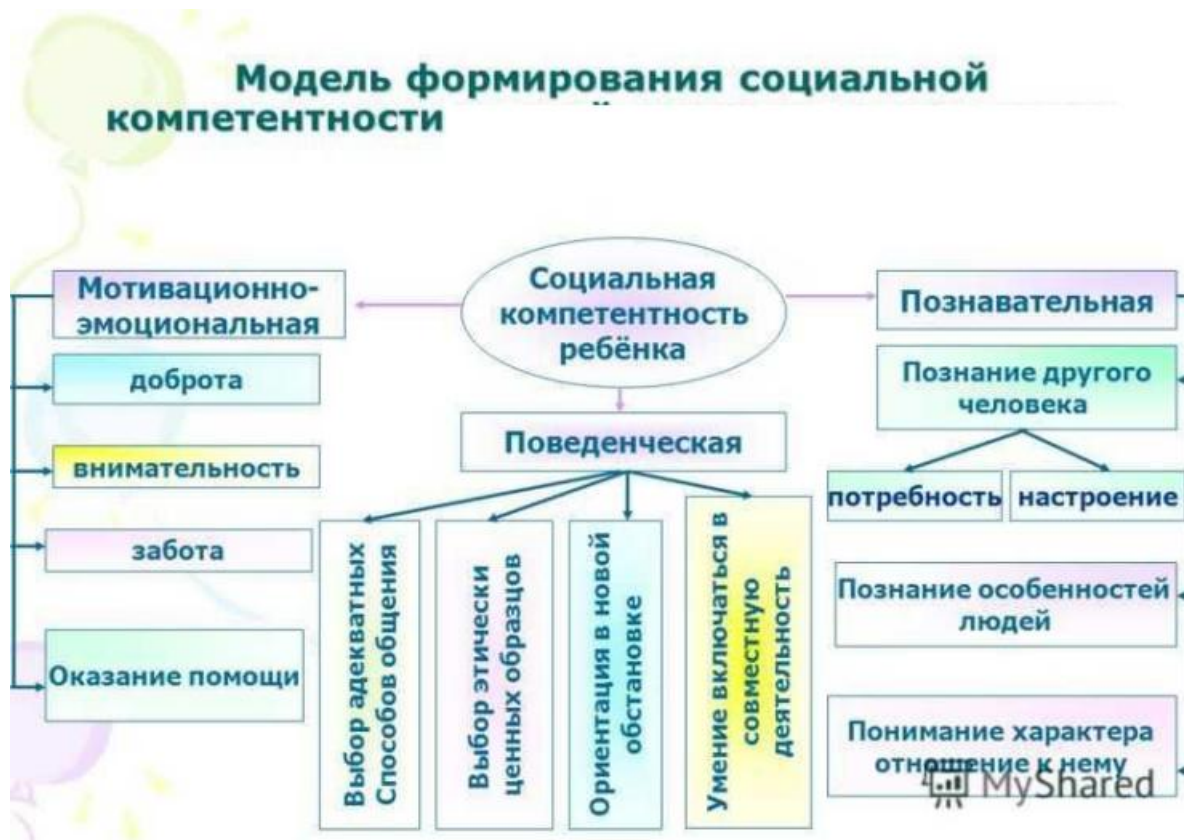 Модель формирования социальной
компетентности
Социальная
компетентность
ребёнка
Мотивационно-
эмоциональная
доброта
внимательность
забота
Оказание помощи
Поведенческая
Выбор адекватных
Способов общения
Выбор этически
ценных образцов
Ориентация в новой
обстановке
Умение включаться в
совместную
деятельность
Познавательная
Познание другого
человека
потребность
настроение
Познание особенностей
людей
Понимание характера
отношение к нему
MyShared